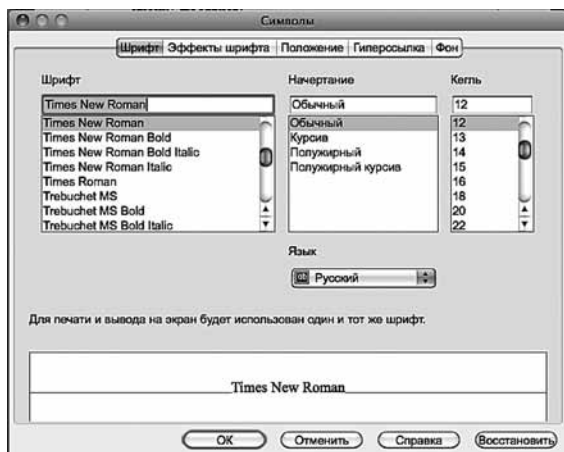 Символы
Шрифт Эффекты шрифта Положение Гиперссылка Фон
Шрифт Начертание Кегль
Times New Roman Обычный 12
Times New Roman Обычный 12
Times New Roman Bold Курсив 13
Times New Roman Bold Italic Полужирный 14
Times New Roman Italic Полужирный курсив 15
Times Roman 16
Trebuchet MS 18
Trebuchet MS Bold 20
Trebuchet MS Bold Italic 22
Язык
Русский
Для печати и вывода на экран будет использован один и тот же шрифт.
Times New Roman
OK Отменить Справка Восстановить